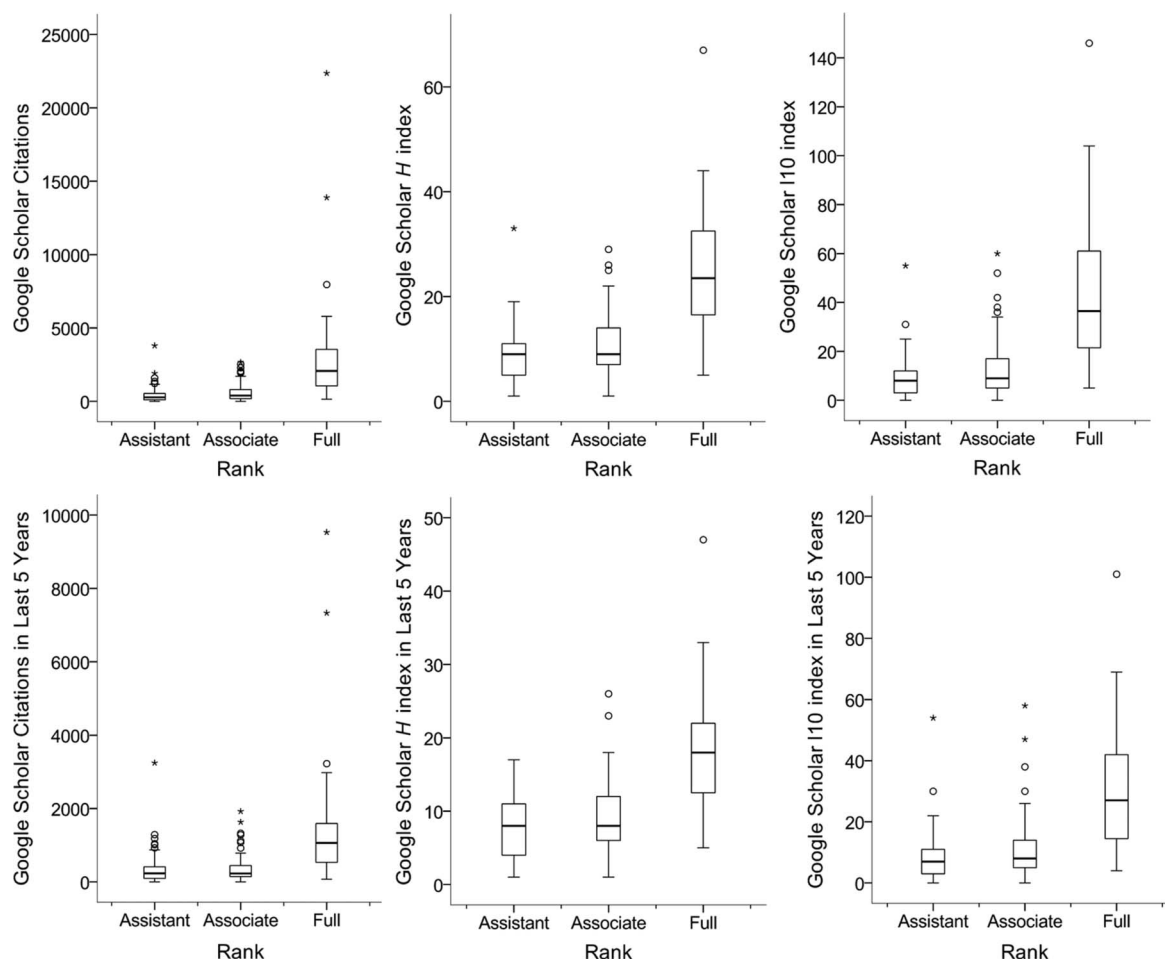 Google Scholar Citations
25000
20000
15000
10000
5000
0
Assistant Associate Full
Rank
Google Scholar H index
60
40
20
0
Assistant Associate Full
Rank
Google Scholar I10 index
140
120
100
80
60
40
20
0
Assistant Associate Full
Rank
Google Scholar Citations in Last 5 Years
10000
8000
6000
4000
2000
0
Assistant Associate Full
Rank
Google Scholar H index in Last 5 Years
50
40
30
20
10
0
Assistant Associate Full
Rank
Google Scholar I10 index in Last 5 Years
120
100
80
60
40
20
0
Assistant Associate Full
Rank